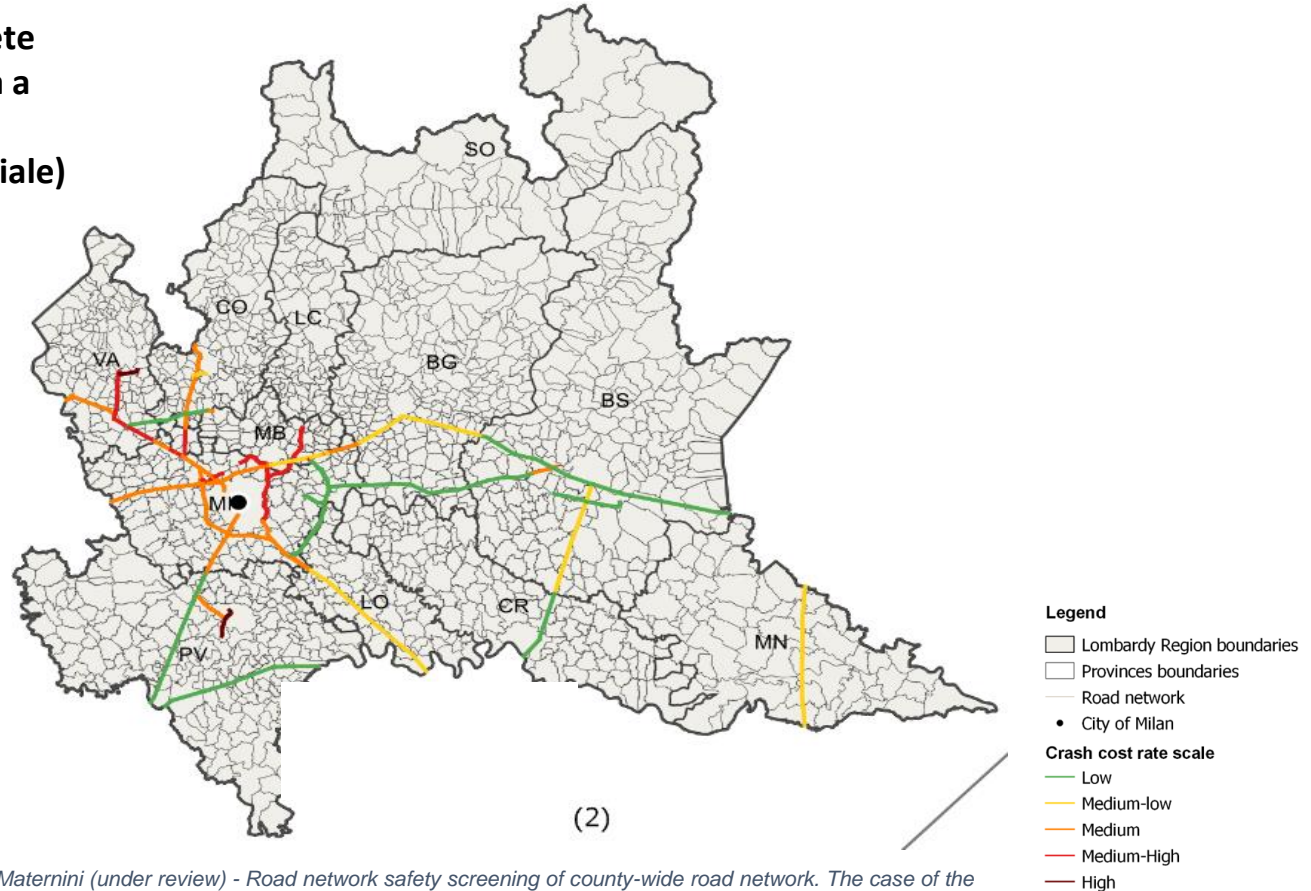 ete
a
iale)
SO
CO
LC
VA
BG
BS
MB
MI
LO
CR
MN
PV
(2)
Legend
Lombardy Region boundaries
Provinces boundaries
Road network
City of Milan
Crash cost rate scale
Low
Medium-low
Medium
Medium-High
High
Maternini (under review) - Road network safety screening of county-wide road network. The case of the